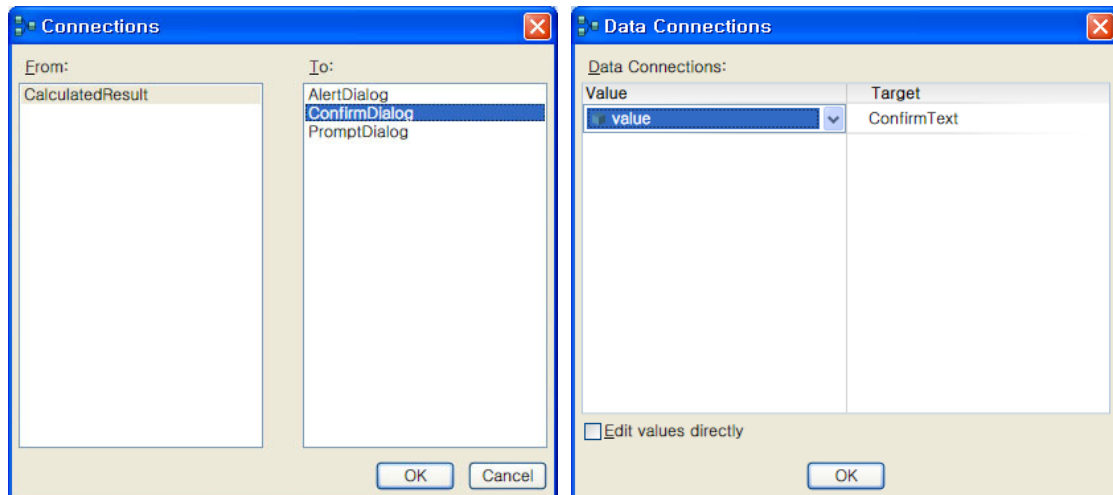 Connections
From:
To:
CalculatedResult
AlertDialog
ConfirmDialog
PromptDialog
OK
Cancel
Data Connections
Data Connections:
Value
Target
value
ConfirmText
Edit values directly
OK